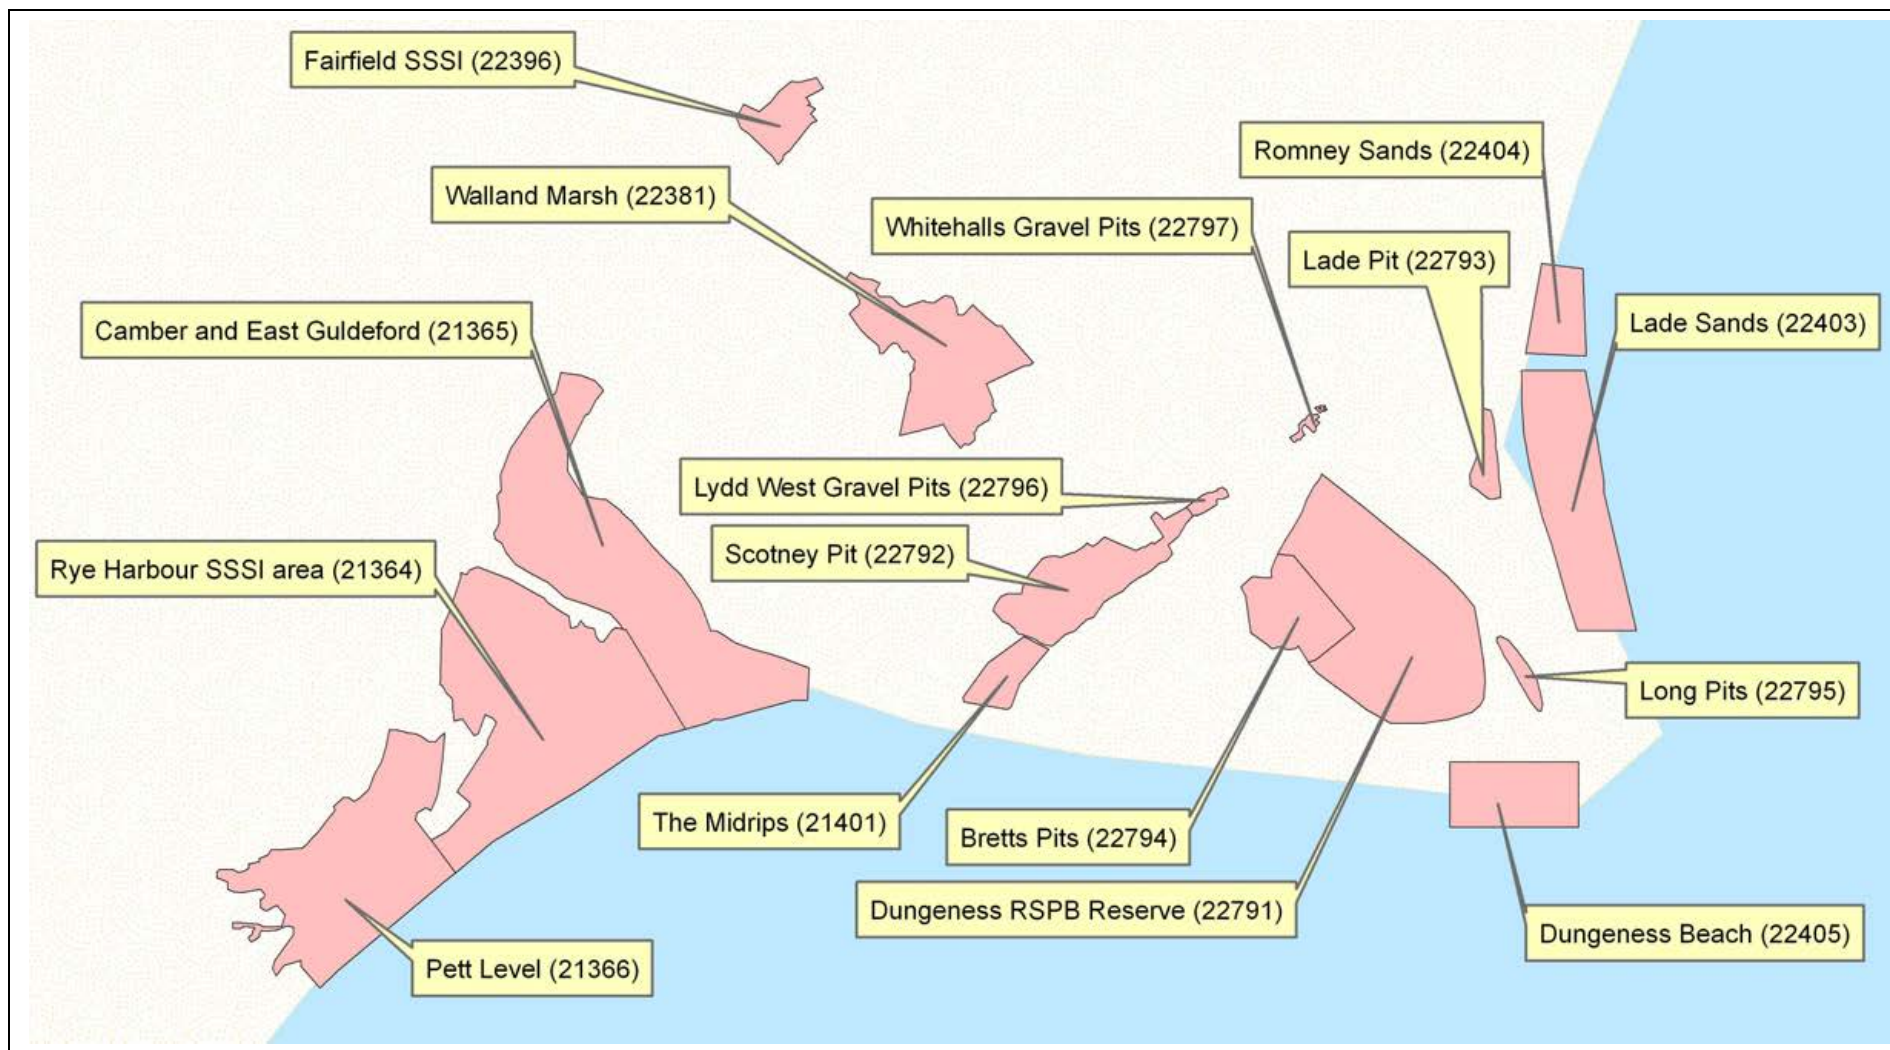 Fairfield SSSI (22396)
Romney Sands (22404)
Walland Marsh (22381)
Whitehalls Gravel Pits (22797)
Lade Pit (22793)
Camber and East Guldeford (21365)
Lade Sands (22403)
Lydd West Gravel Pits (22796)
Scotney Pit (22792)
Rye Harbour SSSI area (21364)
Long Pits (22795)
The Midrips (21401)
Bretts Pits (22794)
Dungeness RSPB Reserve (22791)
Dungeness Beach (22405)
Pett Level (21366)